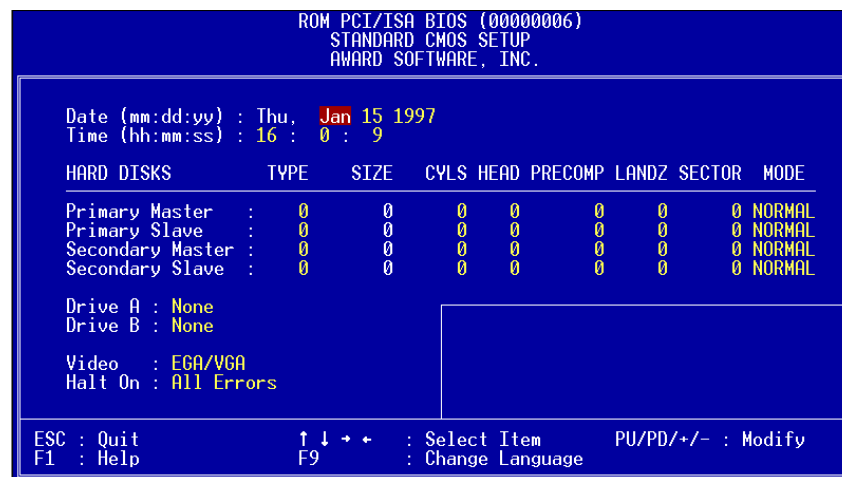 ROM PCI/ISA BIOS (00000006)
STANDARD CMOS SETUP
AWARD SOFTWARE, INC.
Date (mm:dd:yy) : Thu, Jan 15 1997
Time (hh:mm:ss) : 16 : 0 : 9
HARD DISKS TYPE SIZE CYLS HEAD PRECOMP LANDZ SECTOR MODE
Primary Master : 0 0 0 0 0 0 0 NORMAL
Primary Slave : 0 0 0 0 0 0 0 NORMAL
Secondary Master : 0 0 0 0 0 0 0 NORMAL
Secondary Slave : 0 0 0 0 0 0 0 NORMAL
Drive A : None
Drive B : None
Video : EGA/VGA
Halt On : All Errors
ESC : Quit ↑ ↓ → ← : Select Item PU/PD/+/- : Modify
F1 : Help F9 : Change Language